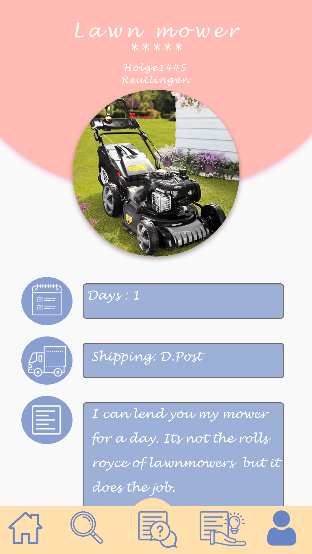 Lawn mower
*****
Holge1445
Reutlingen
Days : 1
Shipping: D.Post
I can lend you my mower
for a day. Its not the rolls
royce of lawnmowers but it
does the job.